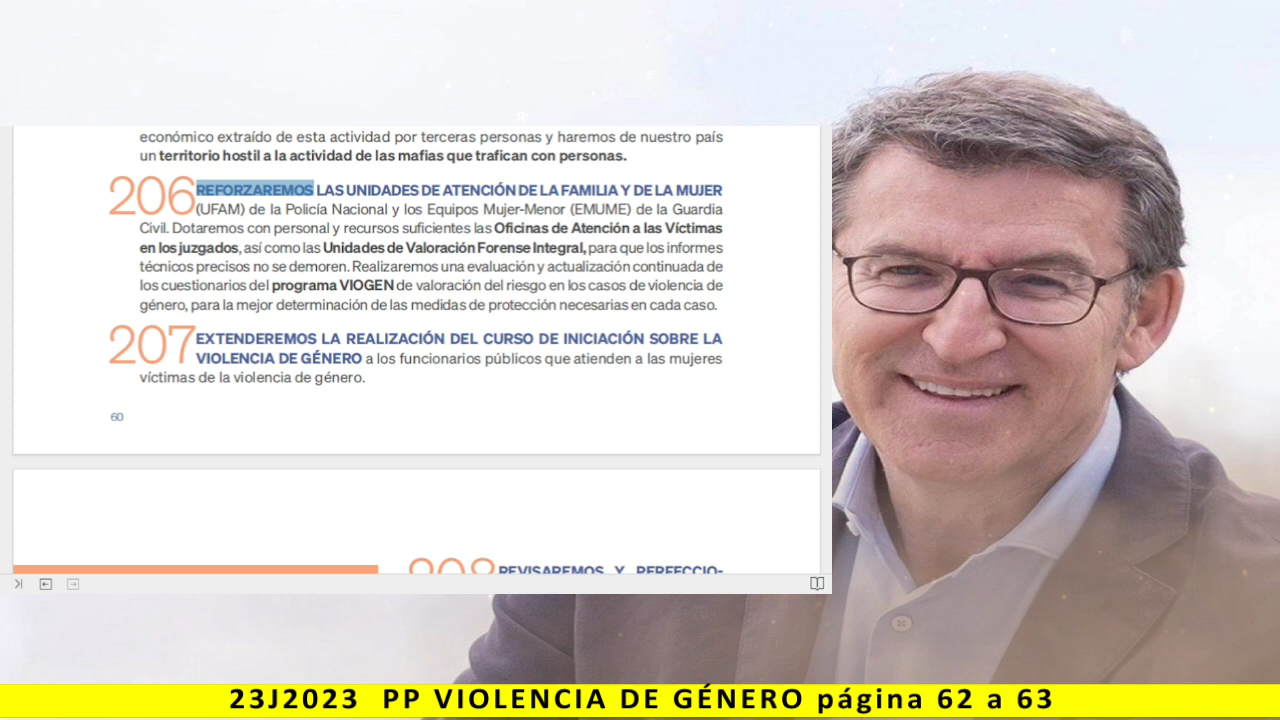 económico extraído de esta actividad por terceras personas y haremos de nuestro país
un territorio hostil a la actividad de las mafias que trafican con personas.
206 REFORZAREMOS LAS UNIDADES DE ATENCIÓN DE LA FAMILIA Y DE LA MUJER
(UFAM) de la Policía Nacional y los Equipos Mujer-Menor (EMUME) de la Guardia
Civil. Dotaremos con personal y recursos suficientes las Oficinas de Atención a las Víctimas
en los juzgados, así como las Unidades de Valoración Forense Integral, para que los informes
técnicos precisos no se demoren. Realizaremos una evaluación y actualización continuada de
los cuestionarios del programa VIOGEN de valoración del riesgo en los casos de violencia de
género, para la mejor determinación de las medidas de protección necesarias en cada caso.
207 EXTENDEREMOS LA REALIZACIÓN DEL CURSO DE INICIACIÓN SOBRE LA
VIOLENCIA DE GÉNERO a los funcionarios públicos que atienden a las mujeres
víctimas de la violencia de género.
60
208 REVISAREMOS Y PERFECCIO-
23J2023 PP VIOLENCIA DE GÉNERO página 62 a 63